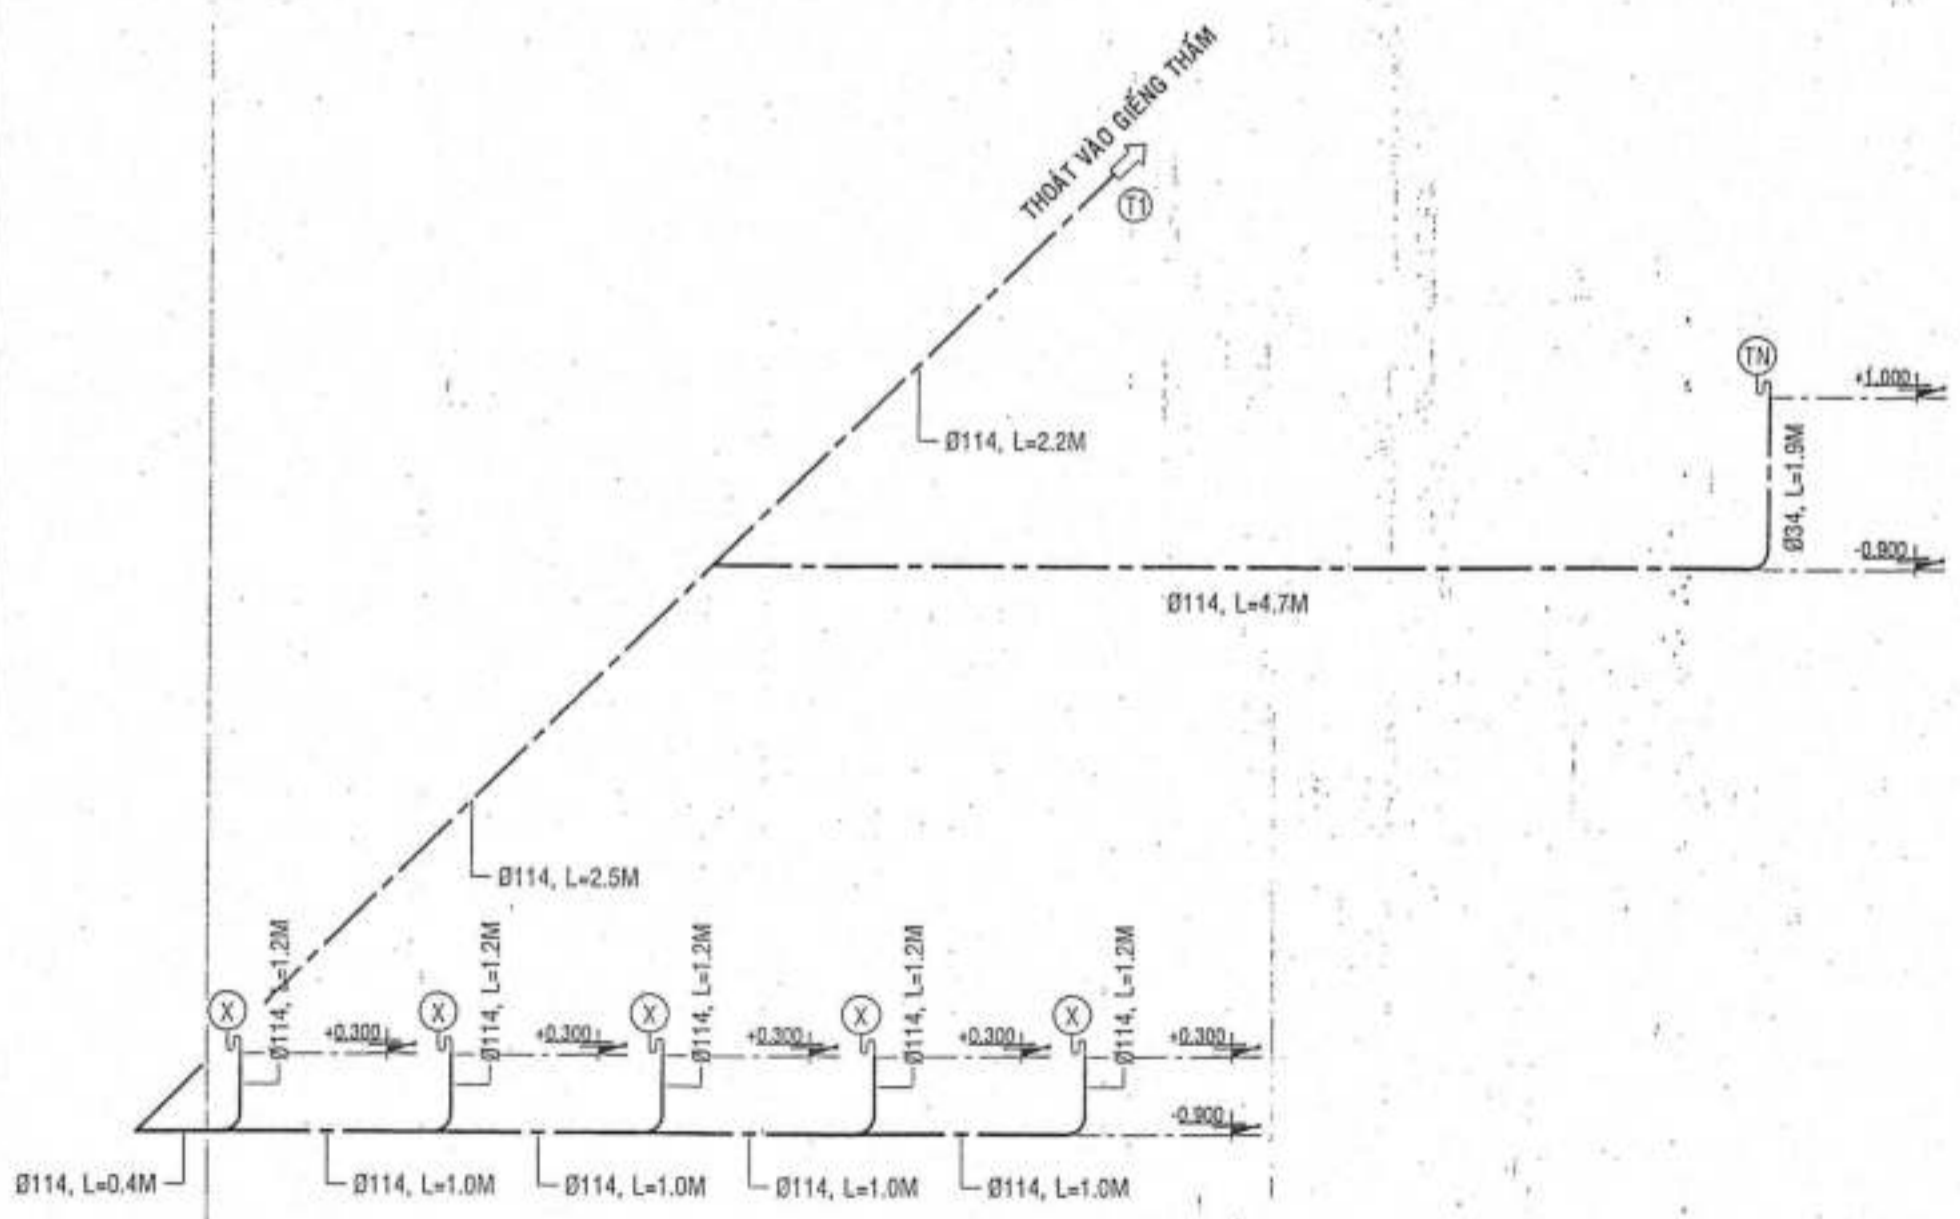 THOÁT VÀO GIẾNG THẤM
T1
TN
+1.000
Ø114, L=2.2M
Ø34, L=1.9M
-0.900
Ø114, L=4.7M
Ø114, L=2.5M
Ø114, L=1.2M
Ø114, L=1.2M
Ø114, L=1.2M
Ø114, L=1.2M
Ø114, L=1.2M
X
X
X
X
X
+0.300
+0.300
+0.300
+0.300
+0.300
-0.900
Ø114, L=0.4M
Ø114, L=1.0M
Ø114, L=1.0M
Ø114, L=1.0M
Ø114, L=1.0M